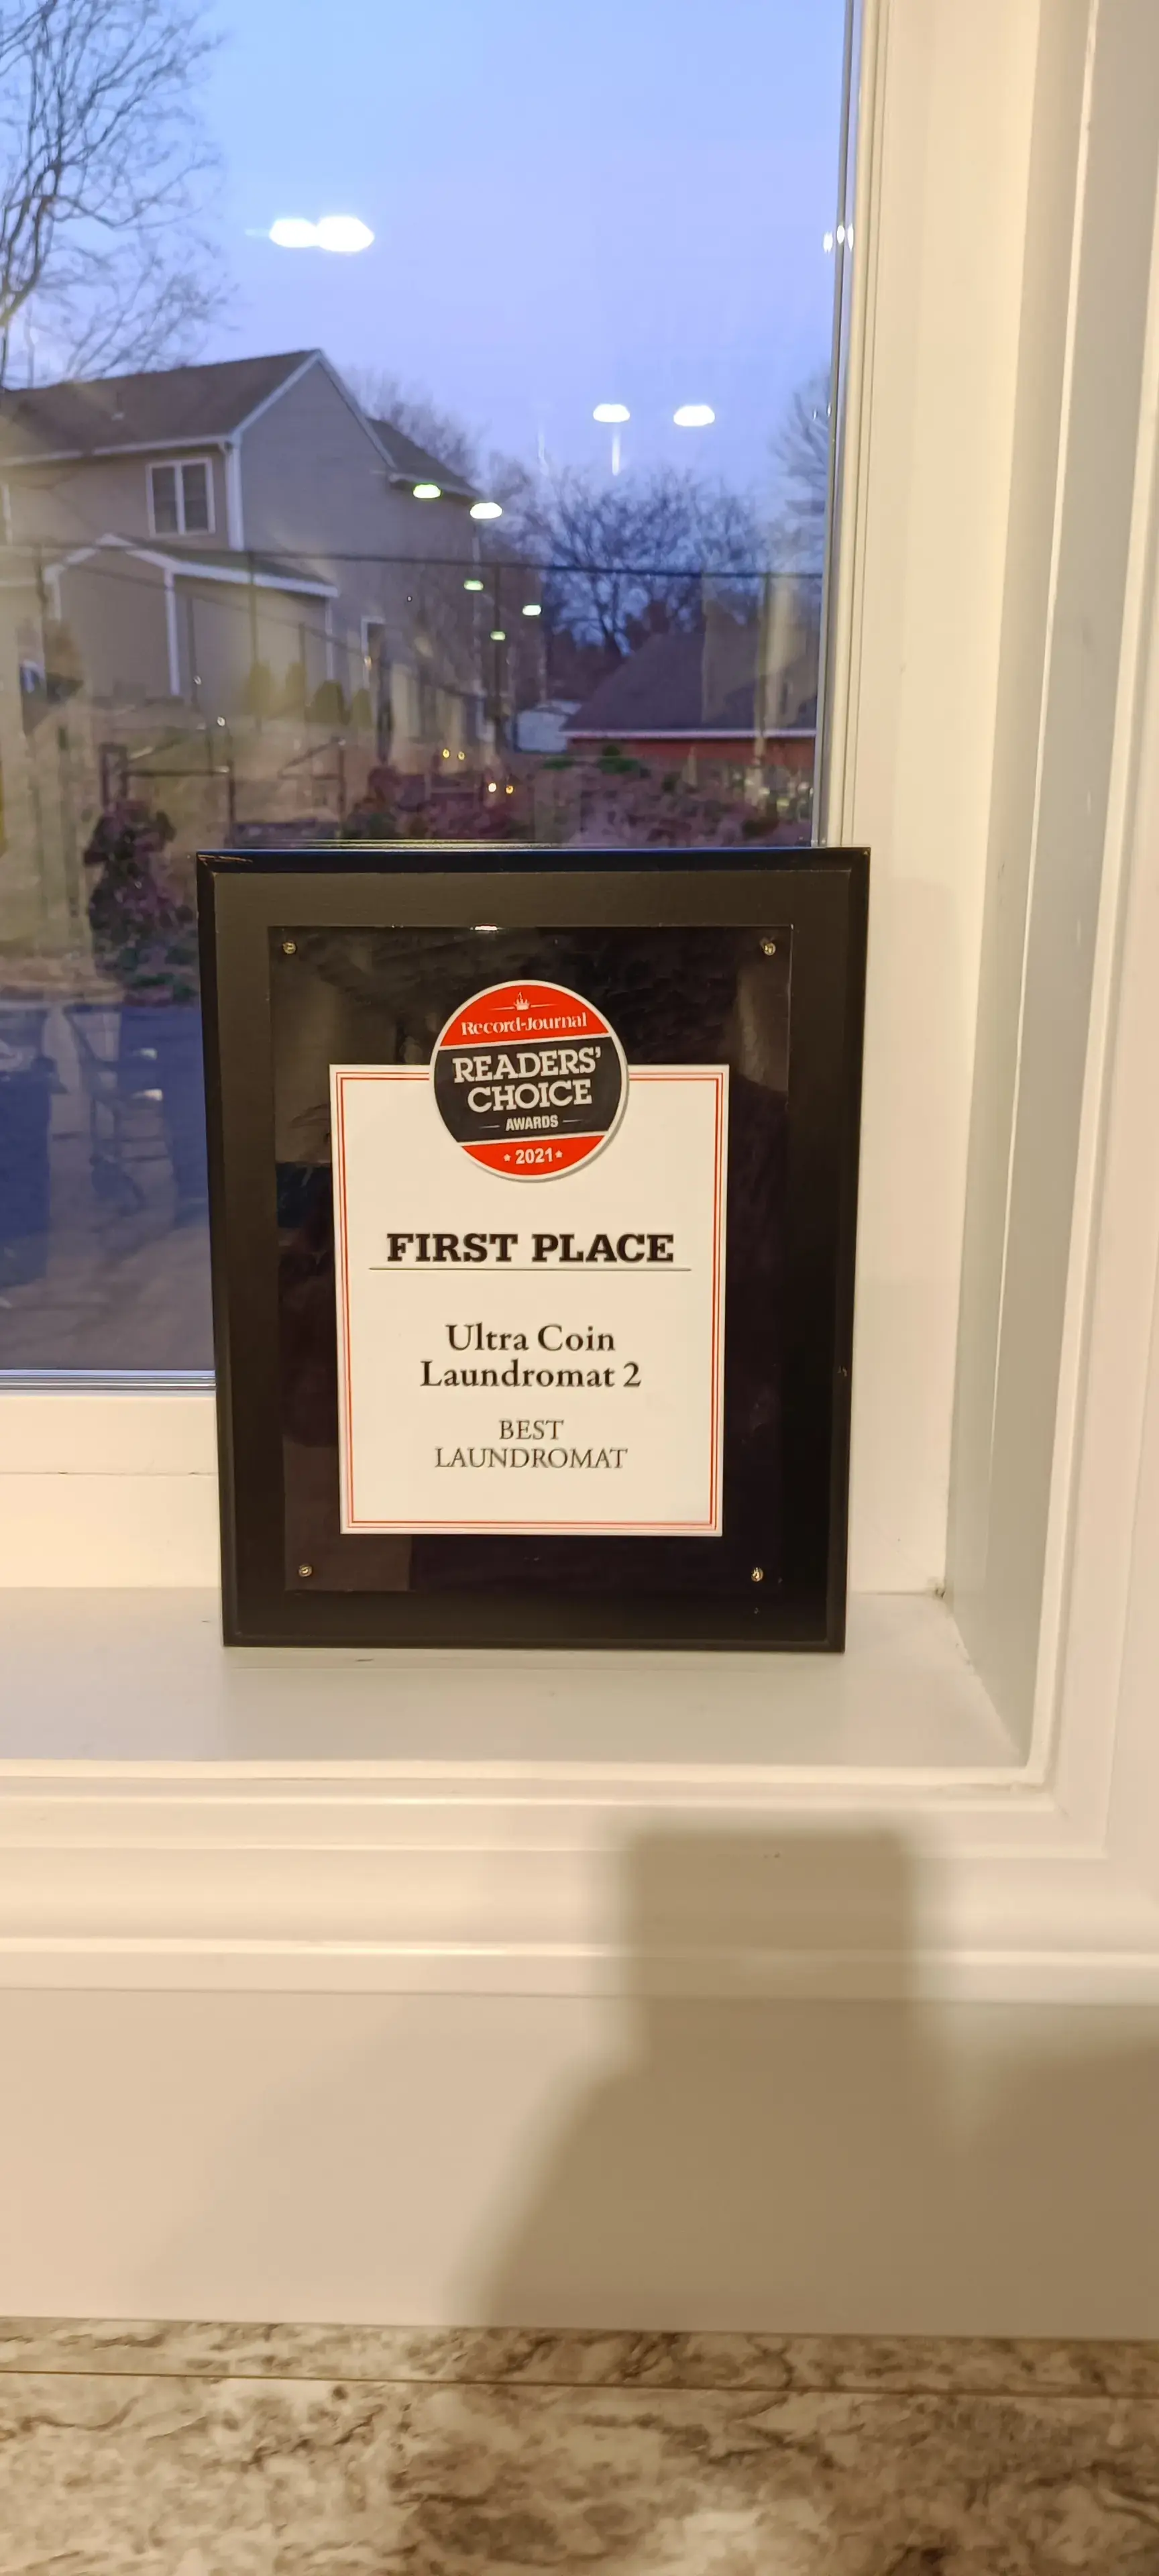 Record-Journal
READERS'
CHOICE
AWARDS
★ 2021 ★
FIRST PLACE
Ultra Coin
Laundromat 2
BEST
LAUNDROMAT